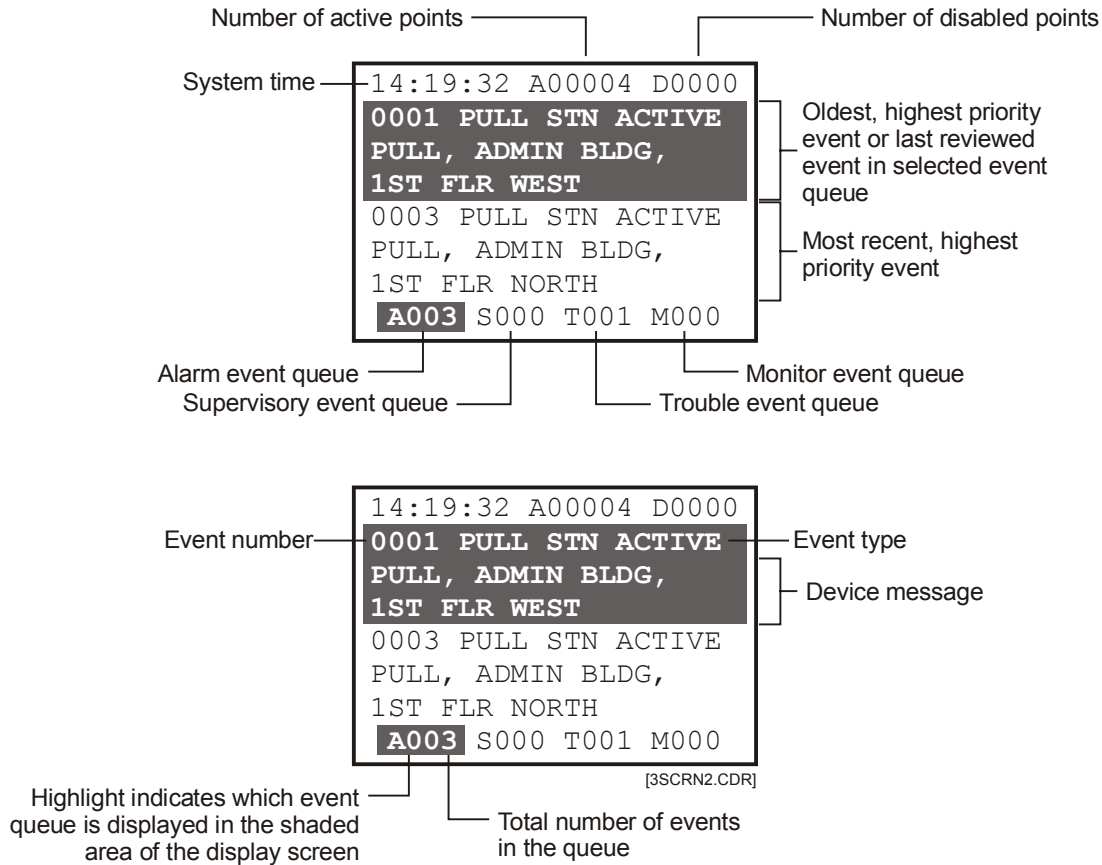 Number of active points
Number of disabled points
System time
14:19:32 A00004 D0000
0001 PULL STN ACTIVE
PULL, ADMIN BLDG,
1ST FLR WEST
0003 PULL STN ACTIVE
PULL, ADMIN BLDG,
1ST FLR NORTH
A003 S000 T001 M000
Oldest, highest priority
event or last reviewed
event in selected event
queue
Most recent, highest
priority event
Alarm event queue
Supervisory event queue
Monitor event queue
Trouble event queue
14:19:32 A00004 D0000
Event number
0001 PULL STN ACTIVE
Event type
PULL, ADMIN BLDG,
1ST FLR WEST
Device message
0003 PULL STN ACTIVE
PULL, ADMIN BLDG,
1ST FLR NORTH
A003 S000 T001 M000
[3SCRN2.CDR]
Highlight indicates which event
queue is displayed in the shaded
area of the display screen
Total number of events
in the queue